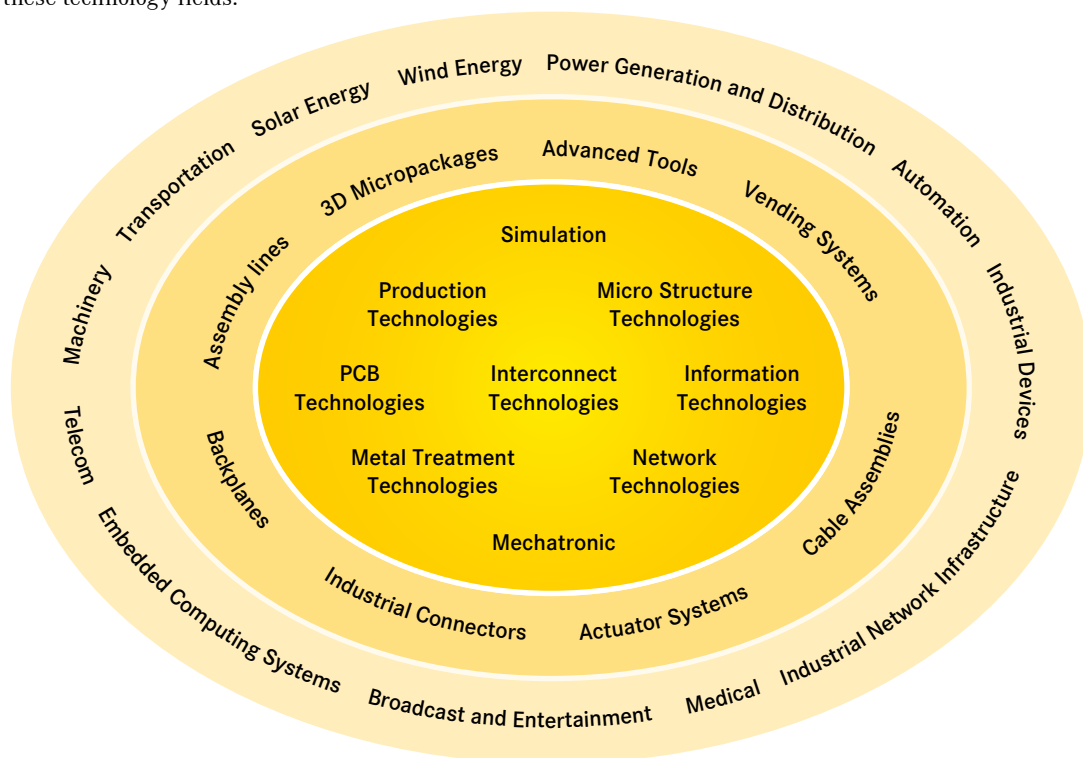 these technology fields.
Wind Energy
Power Generation and Distribution
Solar Energy
Transportation
Automation
Machinery
Industrial Devices
Telecom
Industrial Network Infrastructure
Embedded Computing Systems
Broadcast and Entertainment
Medical
3D Micropackages
Advanced Tools
Vending Systems
Assembly lines
Backplanes
Cable Assemblies
Industrial Connectors
Actuator Systems
Simulation
Production
Technologies
Micro Structure
Technologies
PCB
Technologies
Interconnect
Technologies
Information
Technologies
Metal Treatment
Technologies
Network
Technologies
Mechatronic